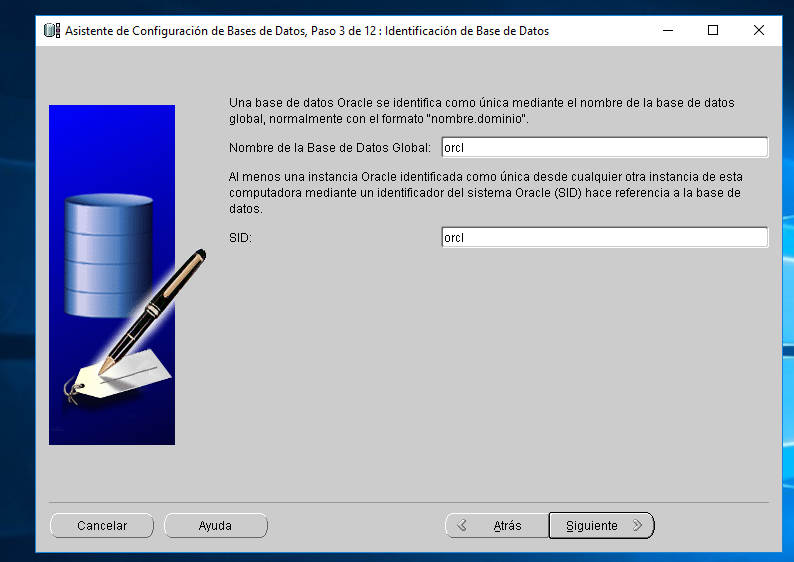 Asistente de Configuración de Bases de Datos, Paso 3 de 12 : Identificación de Base de Datos
Una base de datos Oracle se identifica como única mediante el nombre de la base de datos
global, normalmente con el formato "nombre.dominio".
Nombre de la Base de Datos Global: orcl
Al menos una instancia Oracle identificada como única desde cualquier otra instancia de esta
computadora mediante un identificador del sistema Oracle (SID) hace referencia a la base de
datos.
SID: orcl
Cancelar Ayuda Atrás Siguiente